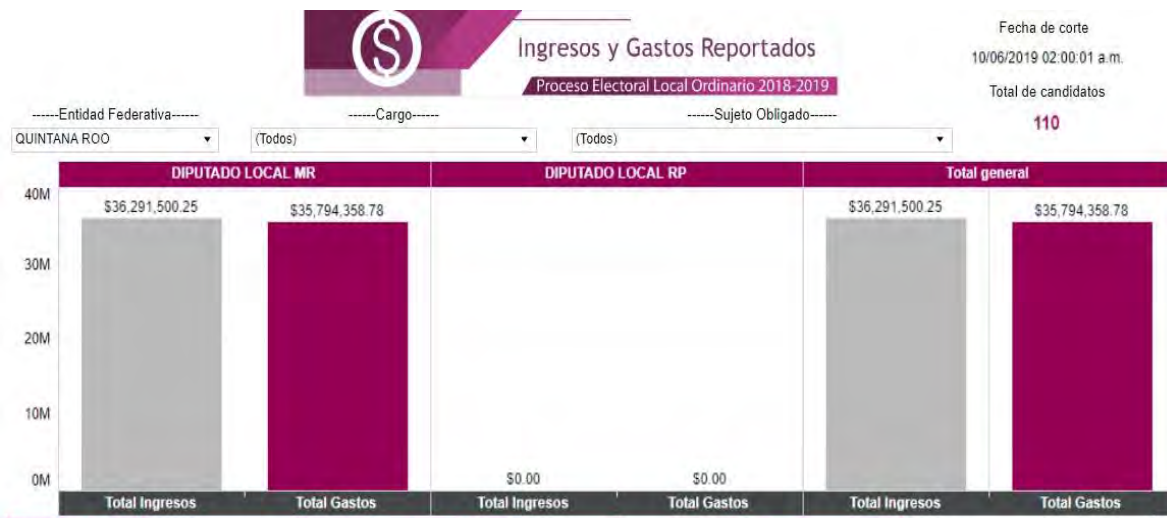 Ingresos y Gastos Reportados
Proceso Electoral Local Ordinario 2018-2019
Fecha de corte
10/06/2019 02:00:01 a.m.
Total de candidatos
110
------Entidad Federativa------
QUINTANA ROO
------Cargo------
(Todos)
------Sujeto Obligado------
(Todos)
DIPUTADO LOCAL MR
DIPUTADO LOCAL RP
Total general
40M
30M
20M
10M
0M
$36,291,500.25
$35,794,358.78
$0.00
$0.00
$36,291,500.25
$35,794,358.78
Total Ingresos
Total Gastos
Total Ingresos
Total Gastos
Total Ingresos
Total Gastos